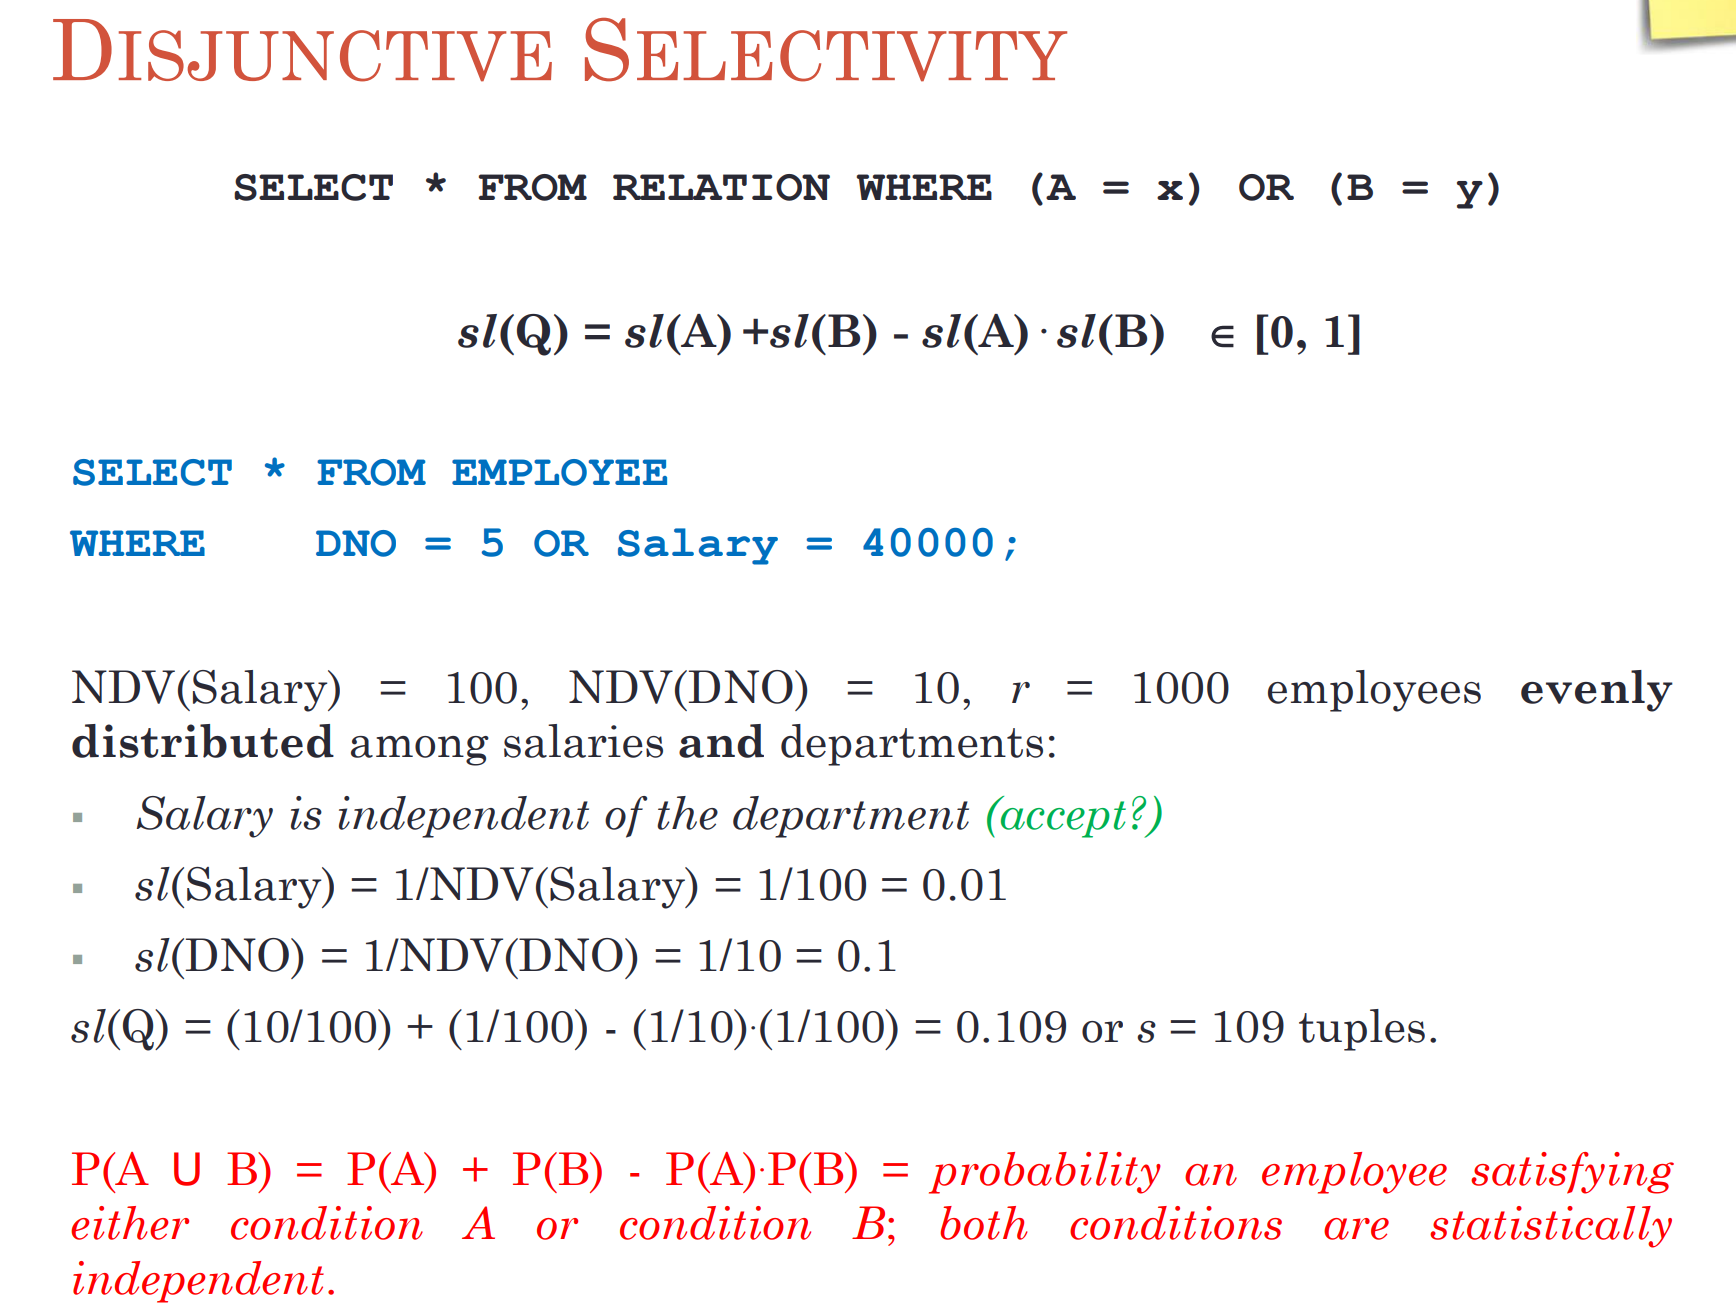 DISJUNCTIVE SELECTIVITY
SELECT * FROM RELATION WHERE (A = x) OR (B = y)
sl(Q) = sl(A) +sl(B) - sl(A) · sl(B) ∈ [0, 1]
SELECT * FROM EMPLOYEE
WHERE DNO = 5 OR Salary = 40000;
NDV(Salary) = 100, NDV(DNO) = 10, r = 1000 employees evenly
distributed among salaries and departments:
▪ Salary is independent of the department (accept?)
▪ sl(Salary) = 1/NDV(Salary) = 1/100 = 0.01
▪ sl(DNO) = 1/NDV(DNO) = 1/10 = 0.1
sl(Q) = (10/100) + (1/100) - (1/10)·(1/100) = 0.109 or s = 109 tuples.
P(A ∪ B) = P(A) + P(B) - P(A)·P(B) = probability an employee satisfying
either condition A or condition B; both conditions are statistically
independent.